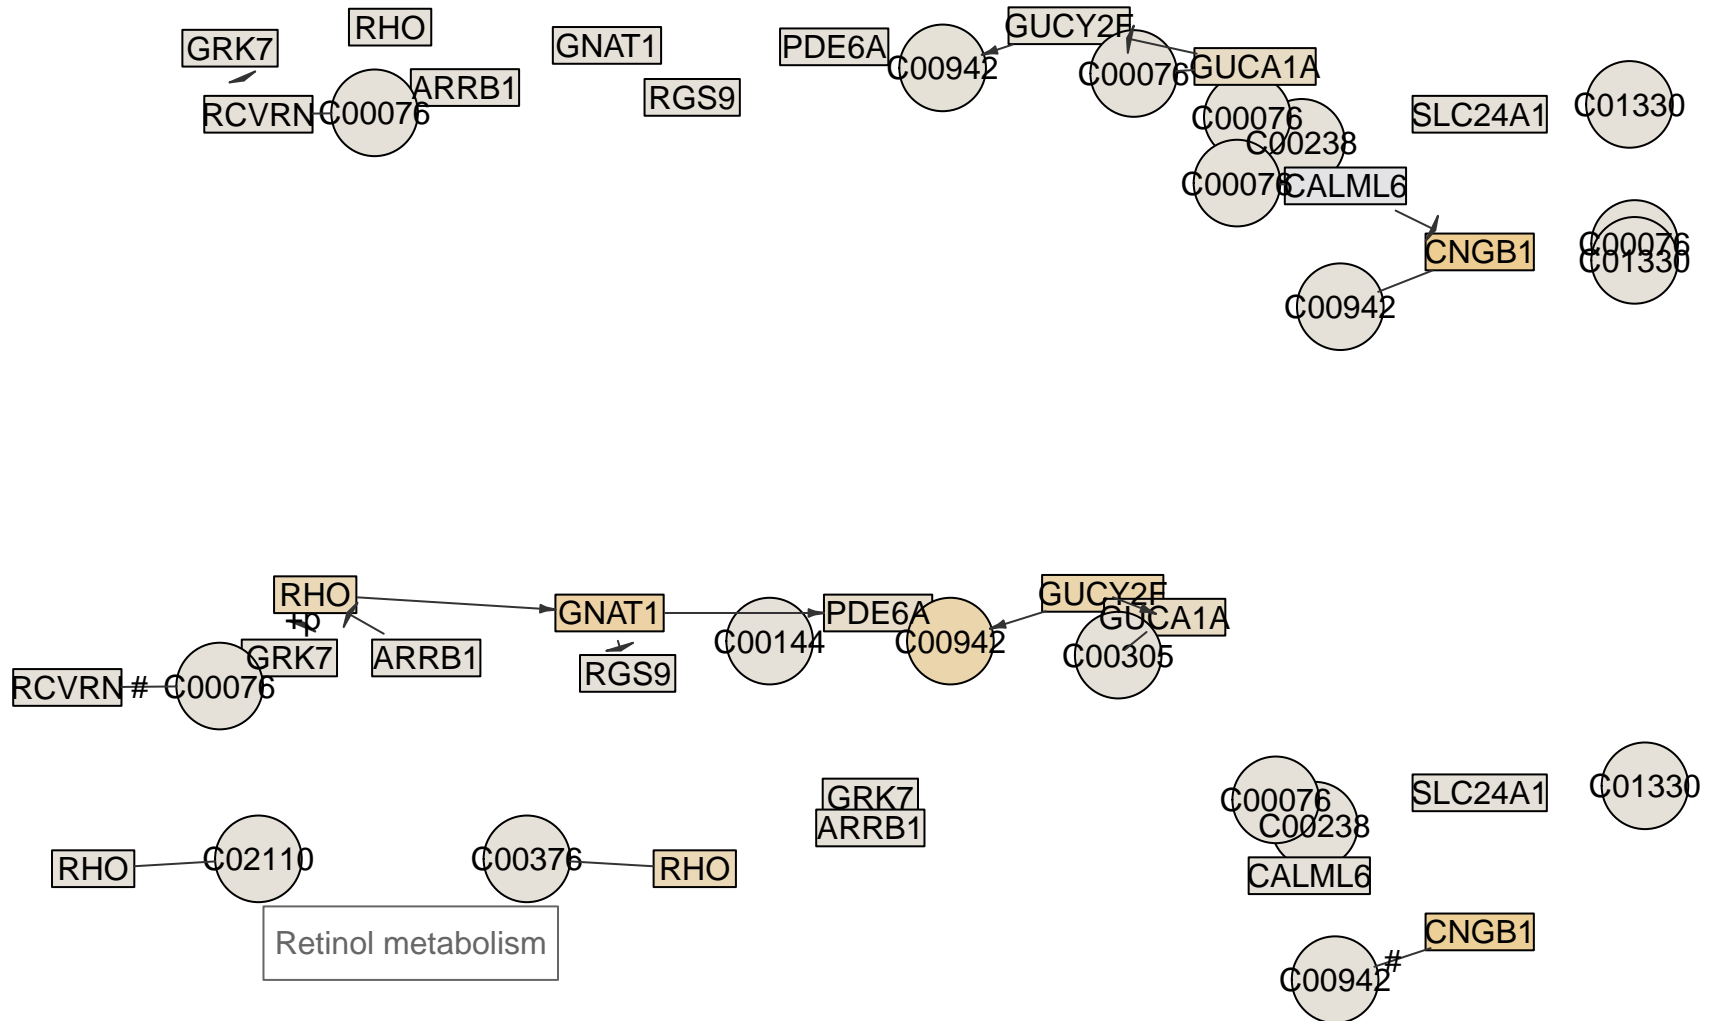 GRK7
RHO
GNAT1
PDE6A
C00942
GUCY2F
C00076
GUCA1A
RCVRN
C00076
ARRB1
RGS9
C00076
C00238
SLC24A1
C01330
C00076
CALML6
CNGB1
C00076
C01330
C00942
RHO
+p
GNAT1
C00144
PDE6A
C00942
GUCY2F
GUCA1A
C00305
RCVRN
#
C00076
GRK7
ARRB1
RGS9
GRK7
ARRB1
C00076
C00238
SLC24A1
C01330
RHO
C02110
C00376
RHO
CALML6
Retinol metabolism
CNGB1
#
C00942